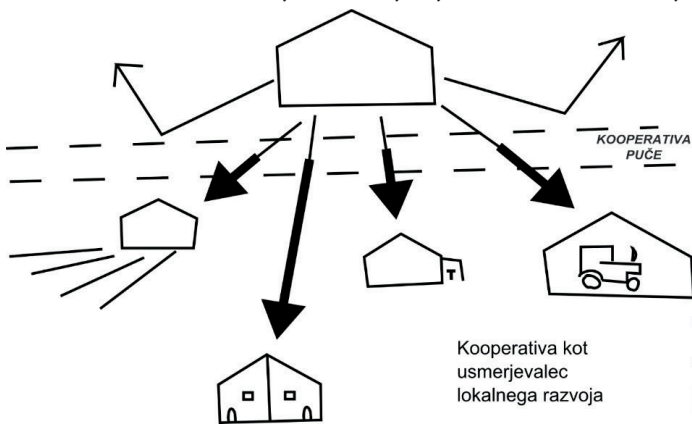 KOOPERATIVA
PUČE
Kooperativa kot
usmerjevalec
lokalnega razvoja